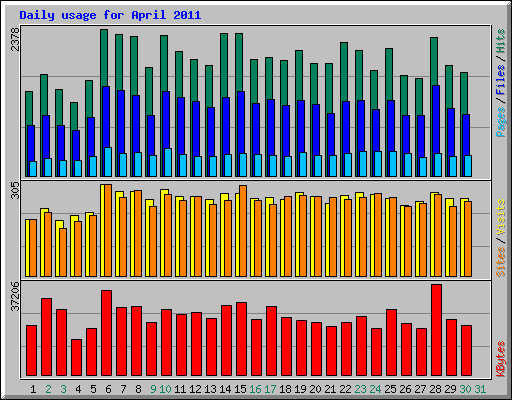 Daily usage for April 2011
2378
Pages / Files / Hits
305
Sites / Visits
37206
KBytes
1 2 3 4 5 6 7 8 9 10 11 12 13 14 15 16 17 18 19 20 21 22 23 24 25 26 27 28 29 30 31